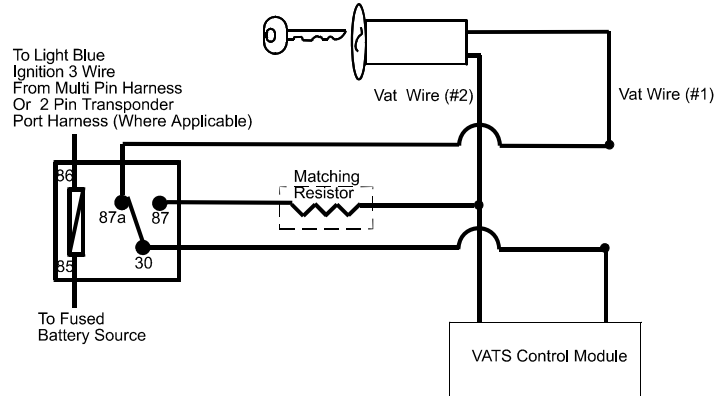 To Light Blue
Ignition 3 Wire
From Multi Pin Harness
Or 2 Pin Transponder
Port Harness (Where Applicable)
Vat Wire (#2)
Vat Wire (#1)
86
87a
87
Matching
Resistor
30
85
To Fused
Battery Source
VATS Control Module